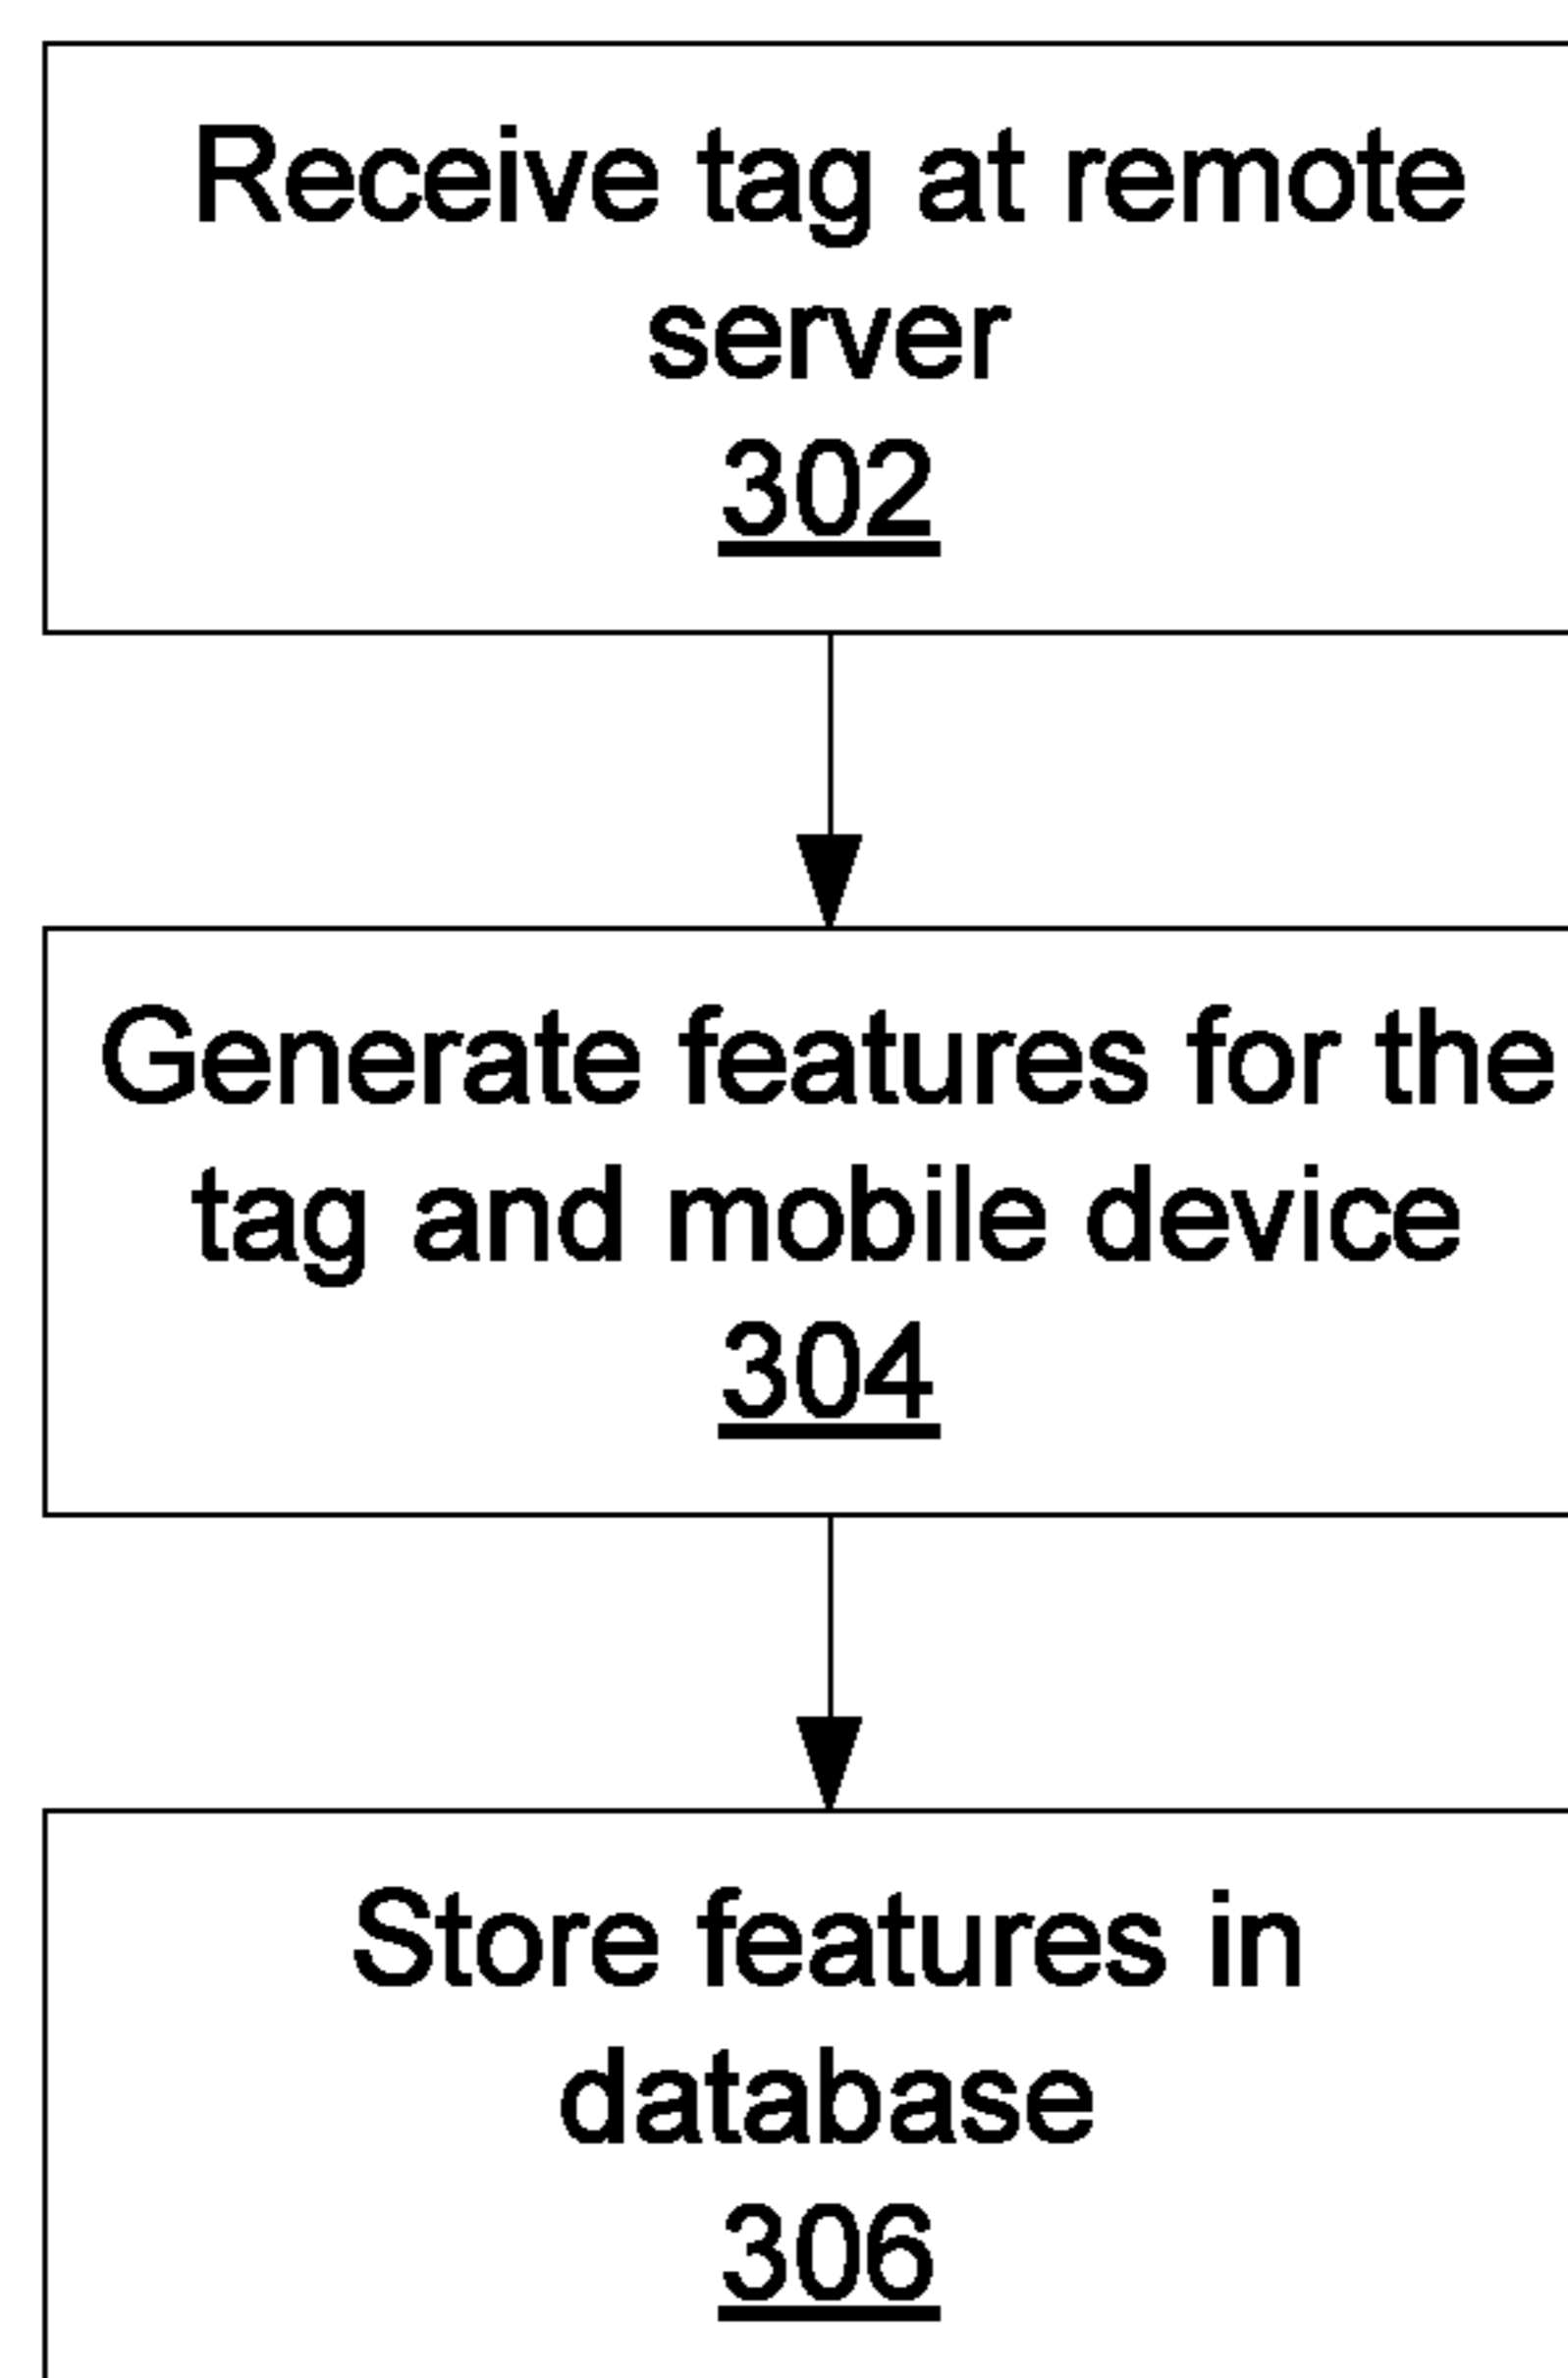 Receive tag at remote
server
302
Generate features for the
tag and mobile device
304
Store features in
database
306